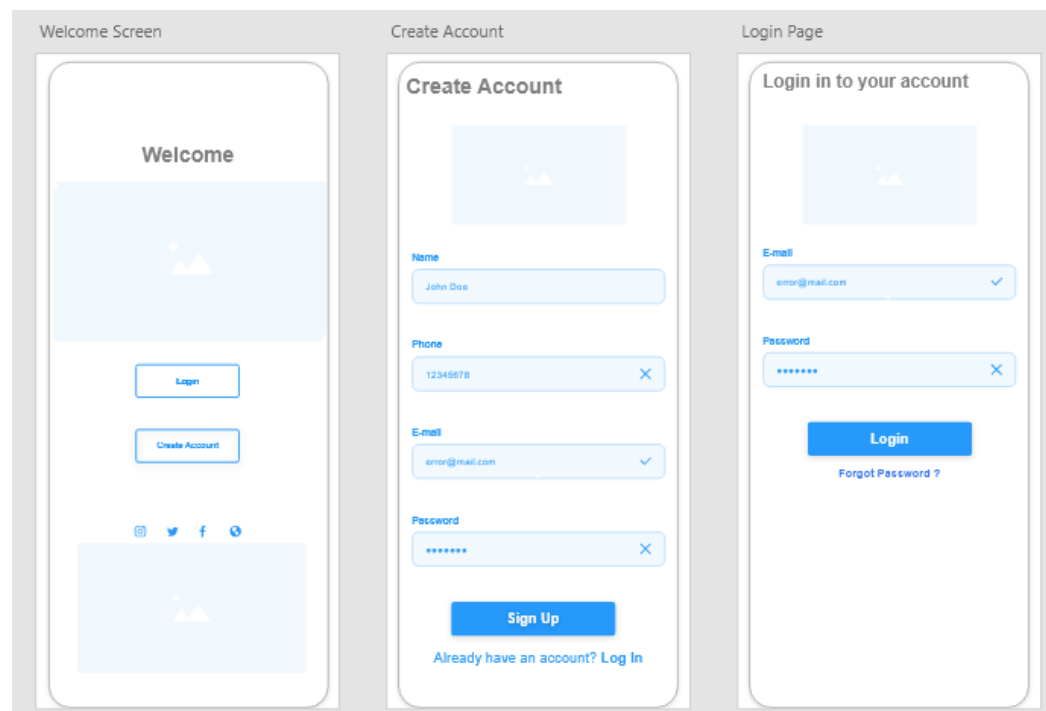 Welcome Screen
Welcome
Login
Create Account
Create Account
Create Account
Name
John Doe
Phone
12345678
E-mail
error@mail.com
Password
•••••••
Sign Up
Already have an account? Log In
Login Page
Login in to your account
E-mail
error@mail.com
Password
•••••••
Login
Forgot Password ?